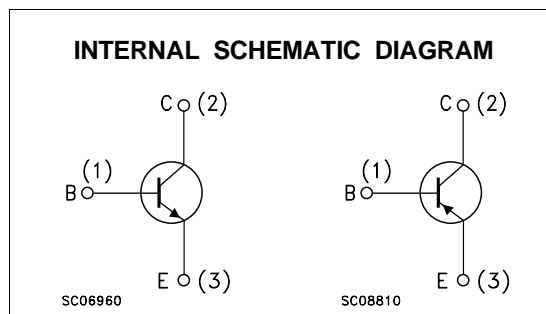 INTERNAL SCHEMATIC DIAGRAM
C (2)
(1)
B
E (3)
SC06960
C (2)
(1)
B
E (3)
SC08810